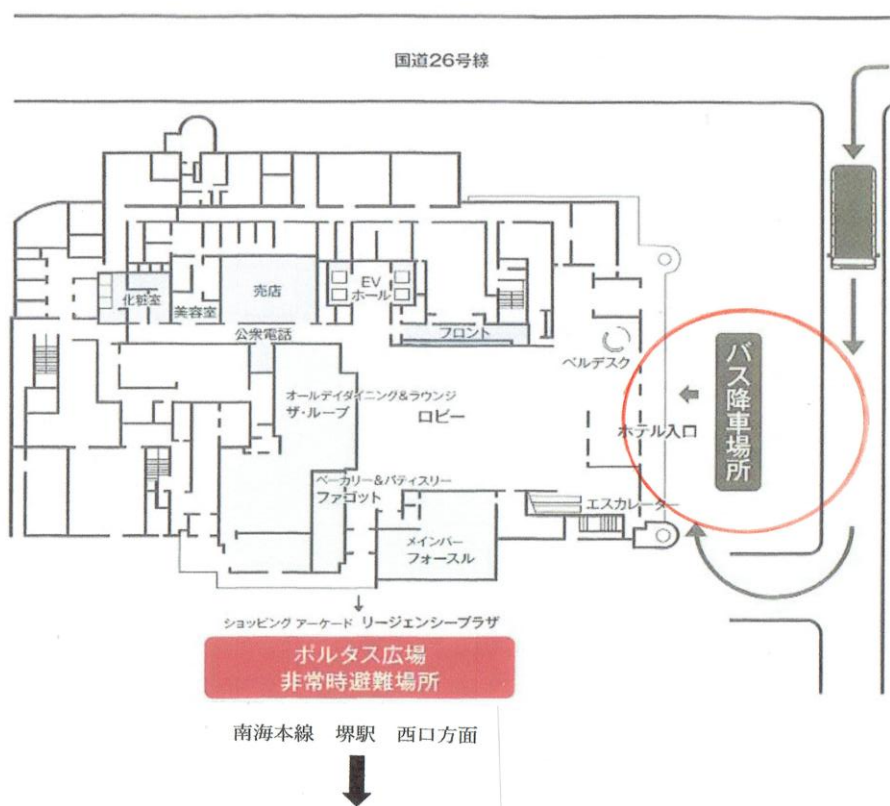 国道26号線
EV
ホール
化粧室
美容室
売店
公衆電話
フロント
ベルデスク
バス降車場所
オールデイダイニング&ラウンジ
ザ・ループ
ロビー
ホテル入口
ベーカリー&パティスリー
ファゴット
エスカレーター
メインバー
フォースル
ショッピング アーケード リージェンシープラザ
ポルタス広場
非常時避難場所
南海本線 堺駅 西口方面